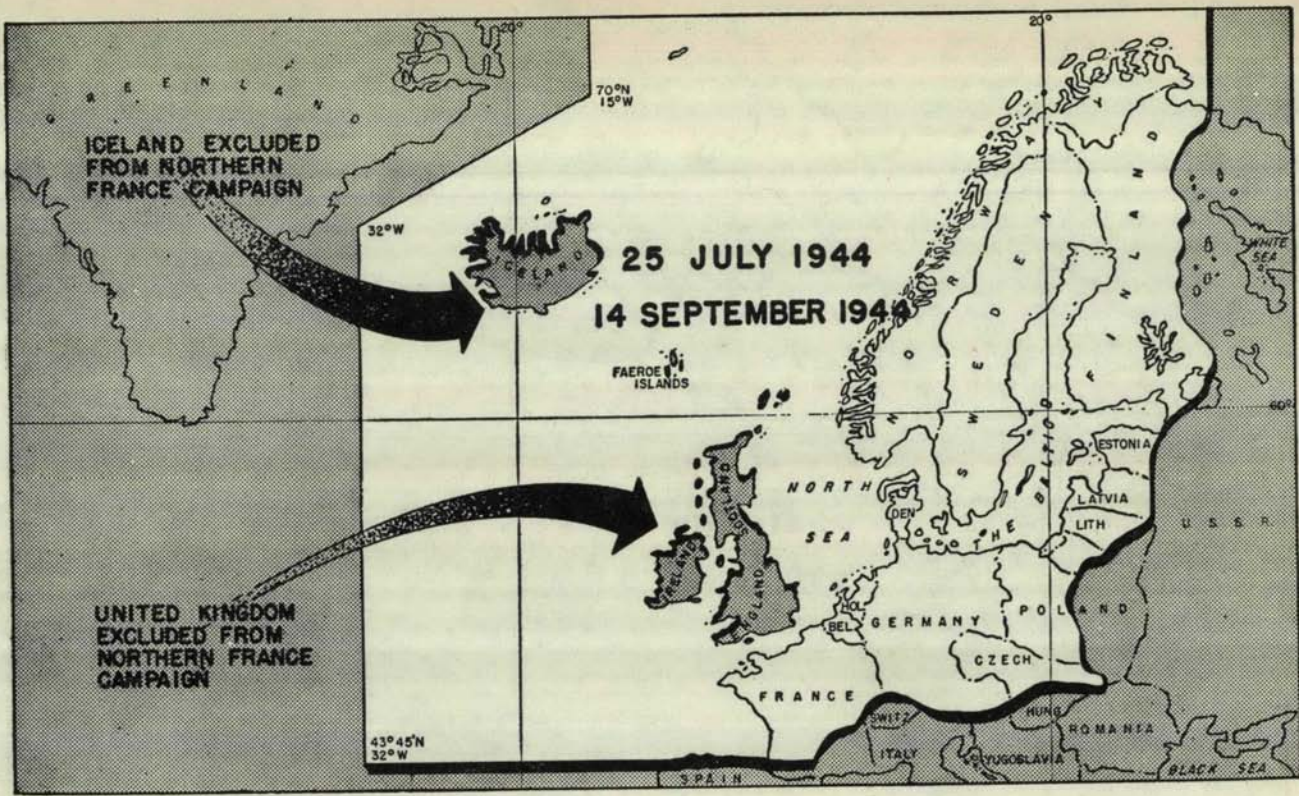 20°
20°
GREENLAN
70°N
15°W
ICELAND EXCLUDED
FROM NORTHERN
FRANCE CAMPAIGN
32°W
ICELAND
25 JULY 1944
14 SEPTEMBER 1944
NORWAY
SWEDEN
FINLAND
WHITE
SEA
FAEROE
ISLANDS
60°
SCOTLAND
NORTH
SEA
THE BALTIC
ESTONIA
LATVIA
LITH
DEN
U.S.S.R.
IRELAND
ENGLAND
HOL
BEL
GERMANY
POLAND
CZECH
UNITED KINGDOM
EXCLUDED FROM
NORTHERN FRANCE
CAMPAIGN
FRANCE
SWITZ
HUNG
ROMANIA
43°45'N
32°W
ITALY
YUGOSLAVIA
SPAIN
BLACK SEA